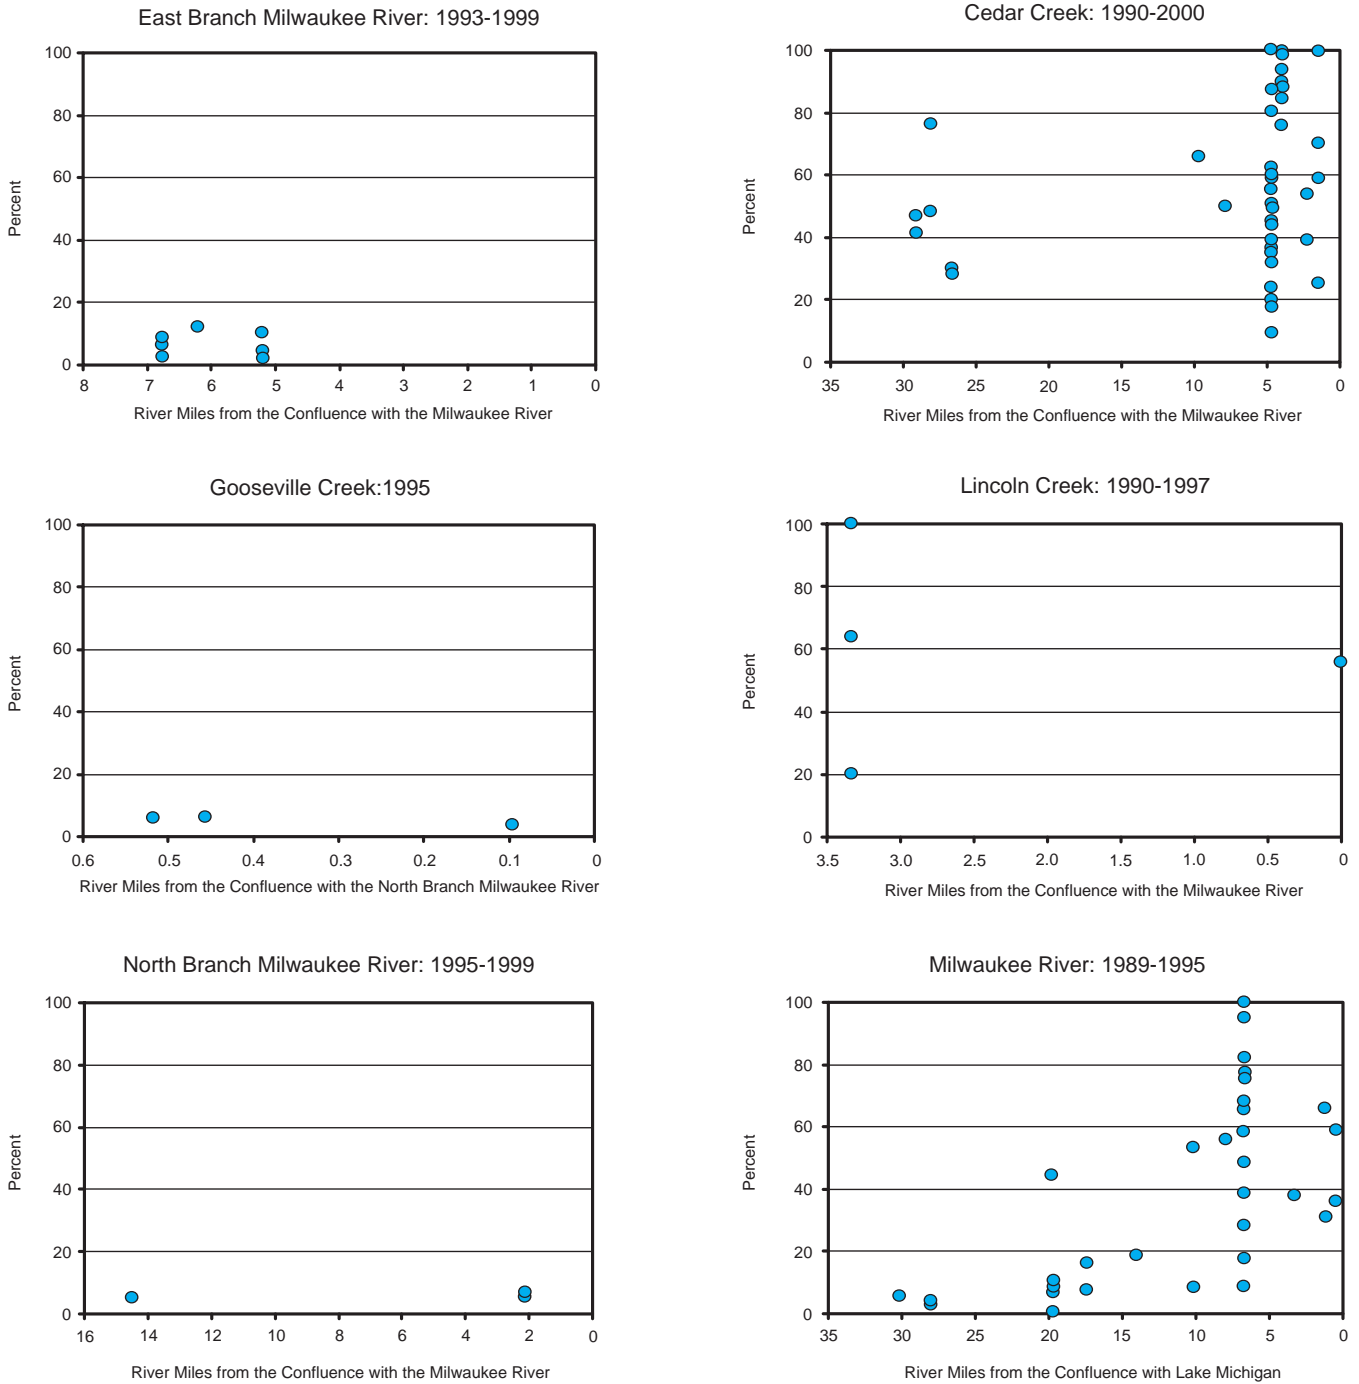 East Branch Milwaukee River: 1993-1999
100
80
60
40
20
0
Percent
8 7 6 5 4 3 2 1 0
River Miles from the Confluence with the Milwaukee River
Cedar Creek: 1990-2000
100
80
60
40
20
0
Percent
35 30 25 20 15 10 5 0
River Miles from the Confluence with the Milwaukee River
Gooseville Creek:1995
100
80
60
40
20
0
Percent
0.6 0.5 0.4 0.3 0.2 0.1 0
River Miles from the Confluence with the North Branch Milwaukee River
Lincoln Creek: 1990-1997
100
80
60
40
20
0
Percent
3.5 3.0 2.5 2.0 1.5 1.0 0.5 0
River Miles from the Confluence with the Milwaukee River
North Branch Milwaukee River: 1995-1999
100
80
60
40
20
0
Percent
16 14 12 10 8 6 4 2 0
River Miles from the Confluence with the Milwaukee River
Milwaukee River: 1989-1995
100
80
60
40
20
0
Percent
35 30 25 20 15 10 5 0
River Miles from the Confluence with Lake Michigan